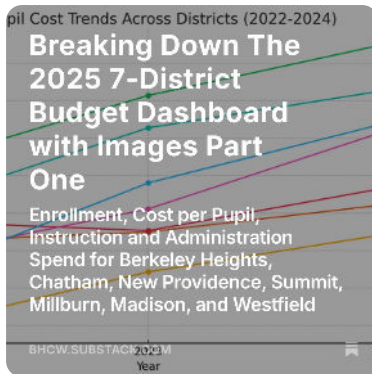 pil Cost Trends Across Districts (2022-2024)
Breaking Down The
2025 7-District
Budget Dashboard
with Images Part
One
Enrollment, Cost per Pupil,
Instruction and Administration
Spend for Berkeley Heights,
Chatham, New Providence, Summit,
Millburn, Madison, and Westfield
BHCW.SUBSTACK.COM
2023
Year